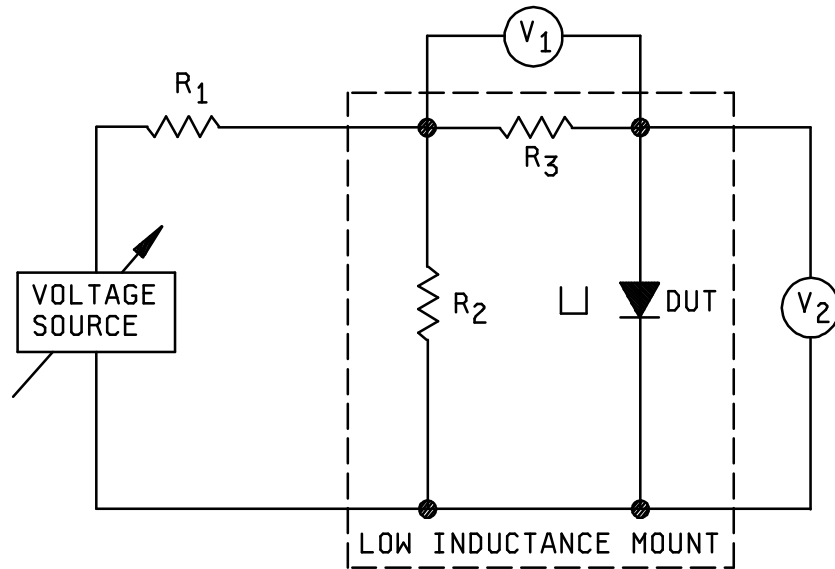 V1
R1
R3
VOLTAGE
SOURCE
R2
DUT
V2
LOW INDUCTANCE MOUNT